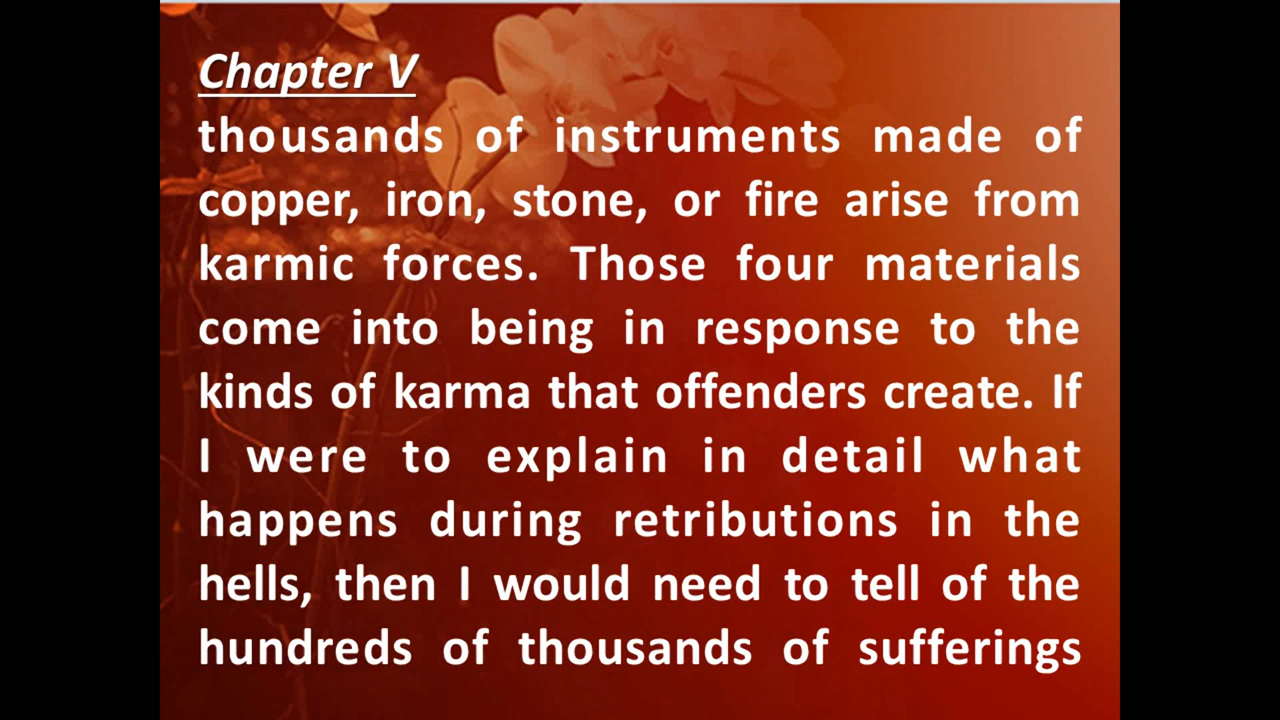 Chapter V
thousands of instruments made of
copper, iron, stone, or fire arise from
karmic forces. Those four materials
come into being in response to the
kinds of karma that offenders create. If
I were to explain in detail what
happens during retributions in the
hells, then I would need to tell of the
hundreds of thousands of sufferings